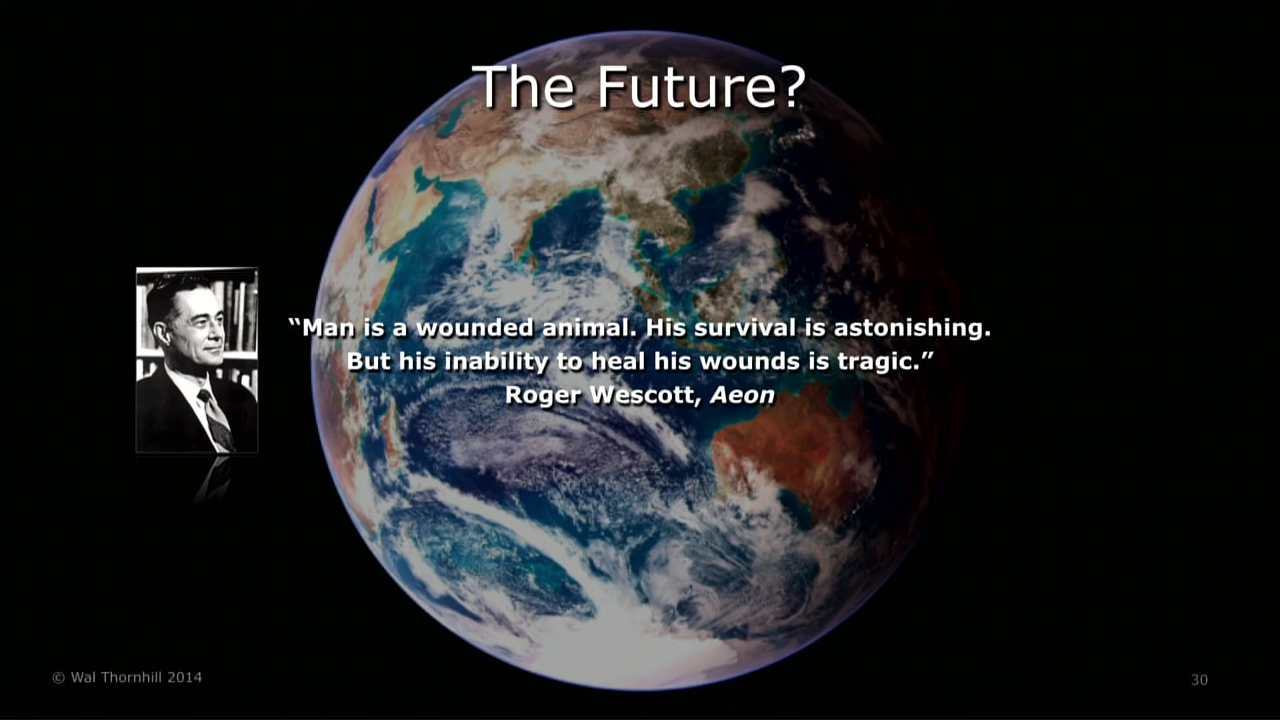 The Future?
“Man is a wounded animal. His survival is astonishing.
But his inability to heal his wounds is tragic.”
Roger Wescott, Aeon
© Wal Thornhill 2014
30